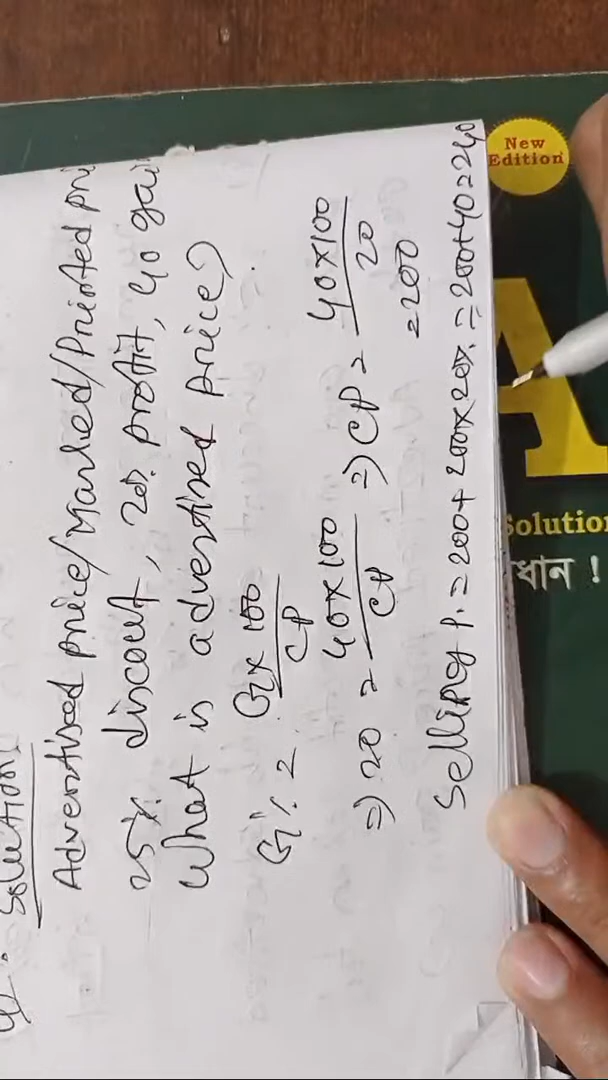 Solution
Advertised price/Marked/Printed pri
25% discount, 20% profit, 40 gai
What is advertised price?
G% = G × 100 / CP
⇒ 20 = 40×100 / CP ⇒ CP = 40×100 / 20
= 200
Selling P. = 200 + 200×20% = 200+40=240
New
Edition
A
Solution
ধান !